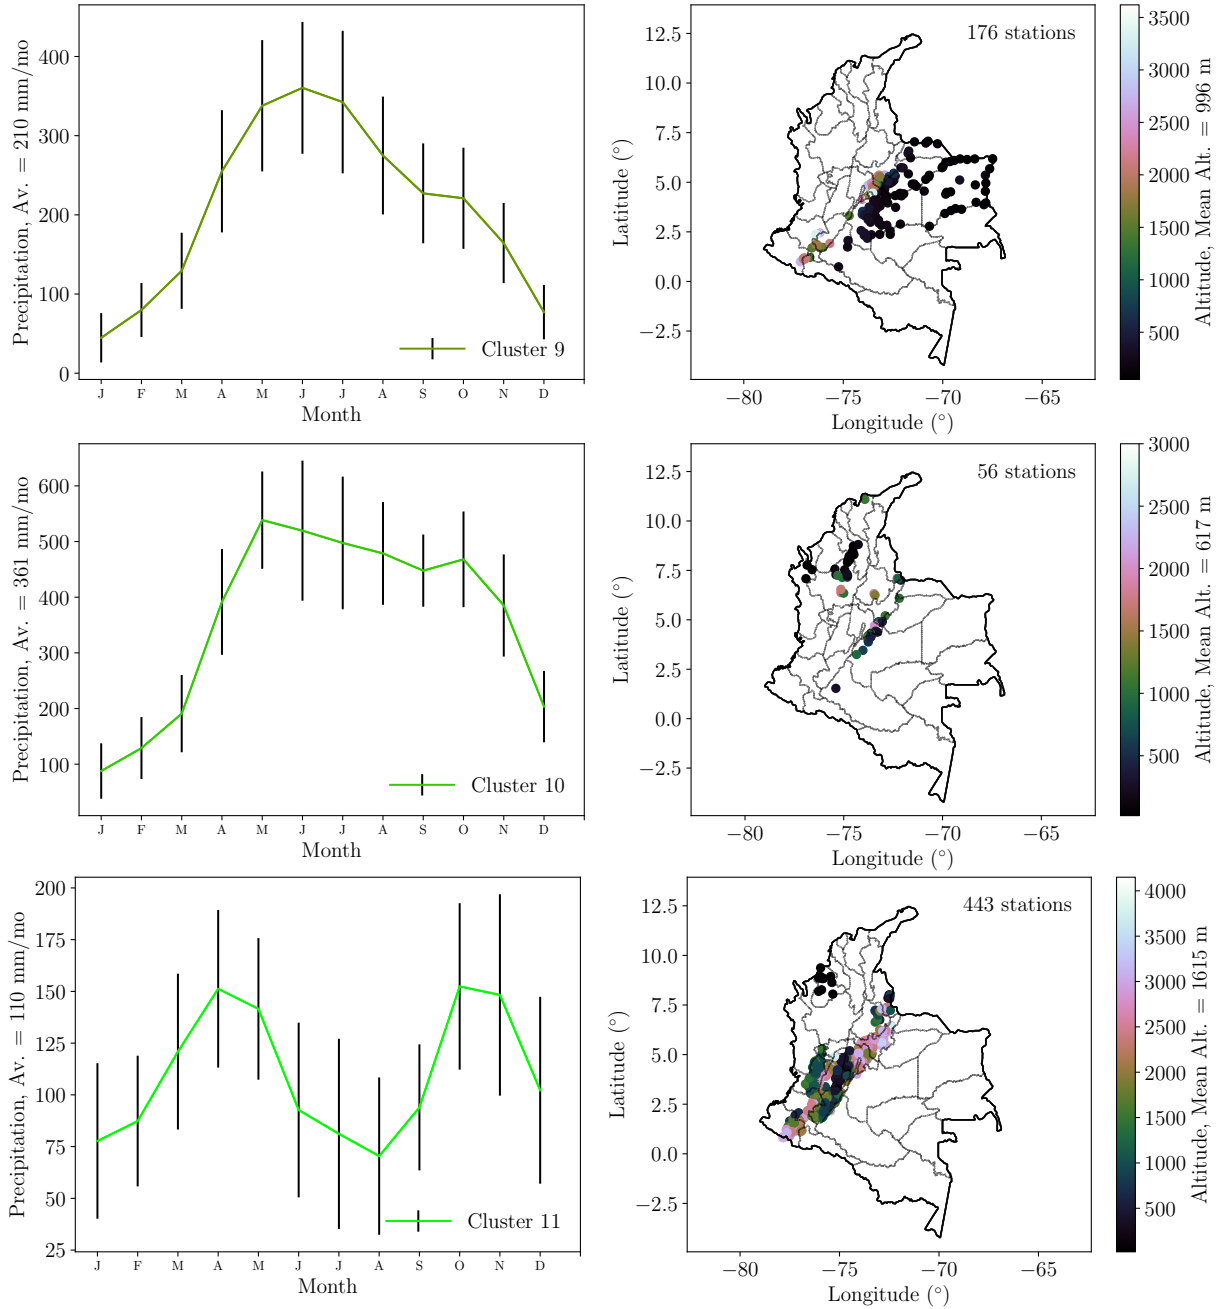 Precipitation, Av. = 210 mm/mo
400
300
200
100
0
J F M A M J J A S O N D
Month
Cluster 9
176 stations
Latitude (°)
12.5
10.0
7.5
5.0
2.5
0.0
−2.5
−80 −75 −70 −65
Longitude (°)
3500
3000
2500
2000
1500
1000
500
Altitude, Mean Alt. = 996 m
Precipitation, Av. = 361 mm/mo
600
500
400
300
200
100
J F M A M J J A S O N D
Month
Cluster 10
56 stations
Latitude (°)
12.5
10.0
7.5
5.0
2.5
0.0
−2.5
−80 −75 −70 −65
Longitude (°)
3000
2500
2000
1500
1000
500
Altitude, Mean Alt. = 617 m
Precipitation, Av. = 110 mm/mo
200
175
150
125
100
75
50
25
J F M A M J J A S O N D
Month
Cluster 11
443 stations
Latitude (°)
12.5
10.0
7.5
5.0
2.5
0.0
−2.5
−80 −75 −70 −65
Longitude (°)
4000
3500
3000
2500
2000
1500
1000
500
Altitude, Mean Alt. = 1615 m